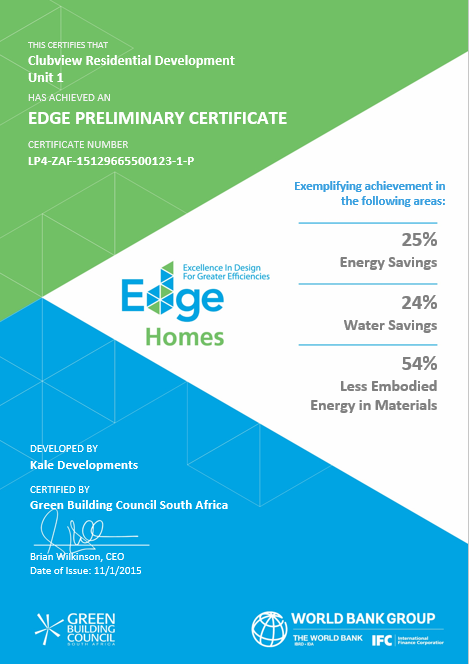 THIS CERTIFIES THAT
Clubview Residential Development
Unit 1
HAS ACHIEVED AN
EDGE PRELIMINARY CERTIFICATE
CERTIFICATE NUMBER
LP4-ZAF-15129665500123-1-P
Exemplifying achievement in
the following areas:
25%
Energy Savings
24%
Water Savings
54%
Less Embodied
Energy in Materials
Excellence In Design
For Greater Efficiencies
Edge
Homes
DEVELOPED BY
Kale Developments
CERTIFIED BY
Green Building Council South Africa
Brian Wilkinson, CEO
Date of Issue: 11/1/2015
GREEN
BUILDING
COUNCIL
SOUTH AFRICA
WORLD BANK GROUP
THE WORLD BANK
IBRD • IDA
IFC
International
Finance Corporation